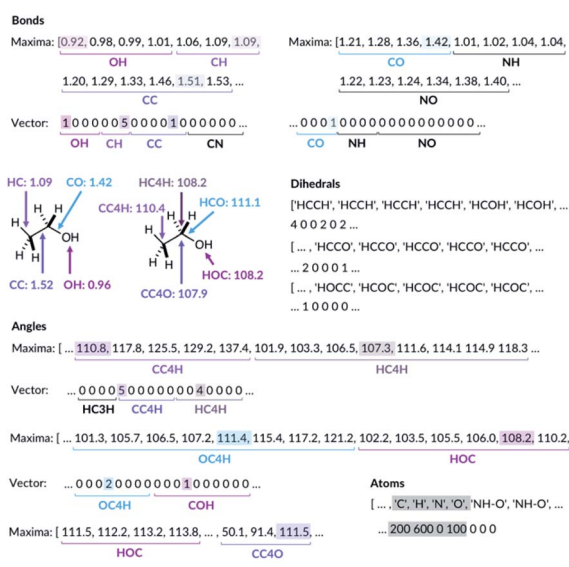 Bonds
Maxima: [0.92, 0.98, 0.99, 1.01, 1.06, 1.09, 1.09,
OH CH
1.20, 1.29, 1.33, 1.46, 1.51, 1.53, ...
CC
Vector: 1 0 0 0 0 0 5 0 0 0 0 1 0 0 0 0 0 0 ...
OH CH CC CN
Maxima: [1.21, 1.28, 1.36, 1.42, 1.01, 1.02, 1.04, 1.04,
CO NH
1.22, 1.23, 1.24, 1.34, 1.38, 1.40, ...
NO
... 0 0 0 1 0 0 0 0 0 0 0 0 0 0 0 0 0 0 ...
CO NH NO
HC: 1.09 CO: 1.42
H H
H
OH
H H
CC: 1.52 OH: 0.96
HC4H: 108.2
CC4H: 110.4 HCO: 111.1
H H
H
OH
H H
HOC: 108.2
CC4O: 107.9
Dihedrals
['HCCH', 'HCCH', 'HCCH', 'HCCH', 'HCOH', 'HCOH', ...
4 0 0 2 0 2 ...
[ ... , 'HCCO', 'HCCO', 'HCCO', 'HCCO', 'HCCO', ...
... 2 0 0 0 1 ...
[ ... , 'HOCC', 'HCOC', 'HCOC', 'HCOC', 'HCOC', ...
... 1 0 0 0 0 ...
Angles
Maxima: [ ... 110.8, 117.8, 125.5, 129.2, 137.4, 101.9, 103.3, 106.5, 107.3, 111.6, 114.1 114.9 118.3 ...
CC4H HC4H
Vector: ... 0 0 0 0 5 0 0 0 0 0 0 0 4 0 0 0 0 ...
HC3H CC4H HC4H
Maxima: [ ... 101.3, 105.7, 106.5, 107.2, 111.4, 115.4, 117.2, 121.2, 102.2, 103.5, 105.5, 106.0, 108.2, 110.2,
OC4H HOC
Vector: ... 0 0 0 2 0 0 0 0 0 0 0 1 0 0 0 0 0 0 ...
OC4H COH
Maxima: [ 111.5, 112.2, 113.2, 113.8, ... , 50.1, 91.4, 111.5, ...
HOC CC4O
Atoms
[ ... , 'C', 'H', 'N', 'O', 'NH-O', 'NH-O', ...
... 200 600 0 100 0 0 0